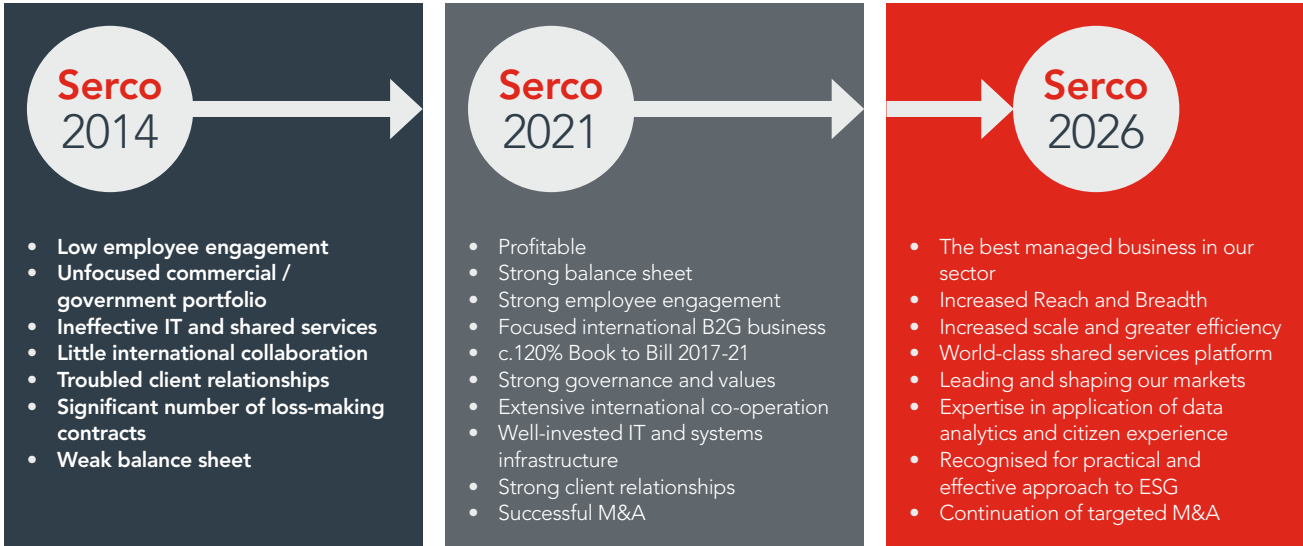 Serco
2014
• Low employee engagement
• Unfocused commercial /
government portfolio
• Ineffective IT and shared services
• Little international collaboration
• Troubled client relationships
• Significant number of loss-making
contracts
• Weak balance sheet
Serco
2021
• Profitable
• Strong balance sheet
• Strong employee engagement
• Focused international B2G business
• c.120% Book to Bill 2017-21
• Strong governance and values
• Extensive international co-operation
• Well-invested IT and systems
infrastructure
• Strong client relationships
• Successful M&A
Serco
2026
• The best managed business in our
sector
• Increased Reach and Breadth
• Increased scale and greater efficiency
• World-class shared services platform
• Leading and shaping our markets
• Expertise in application of data
analytics and citizen experience
• Recognised for practical and
effective approach to ESG
• Continuation of targeted M&A